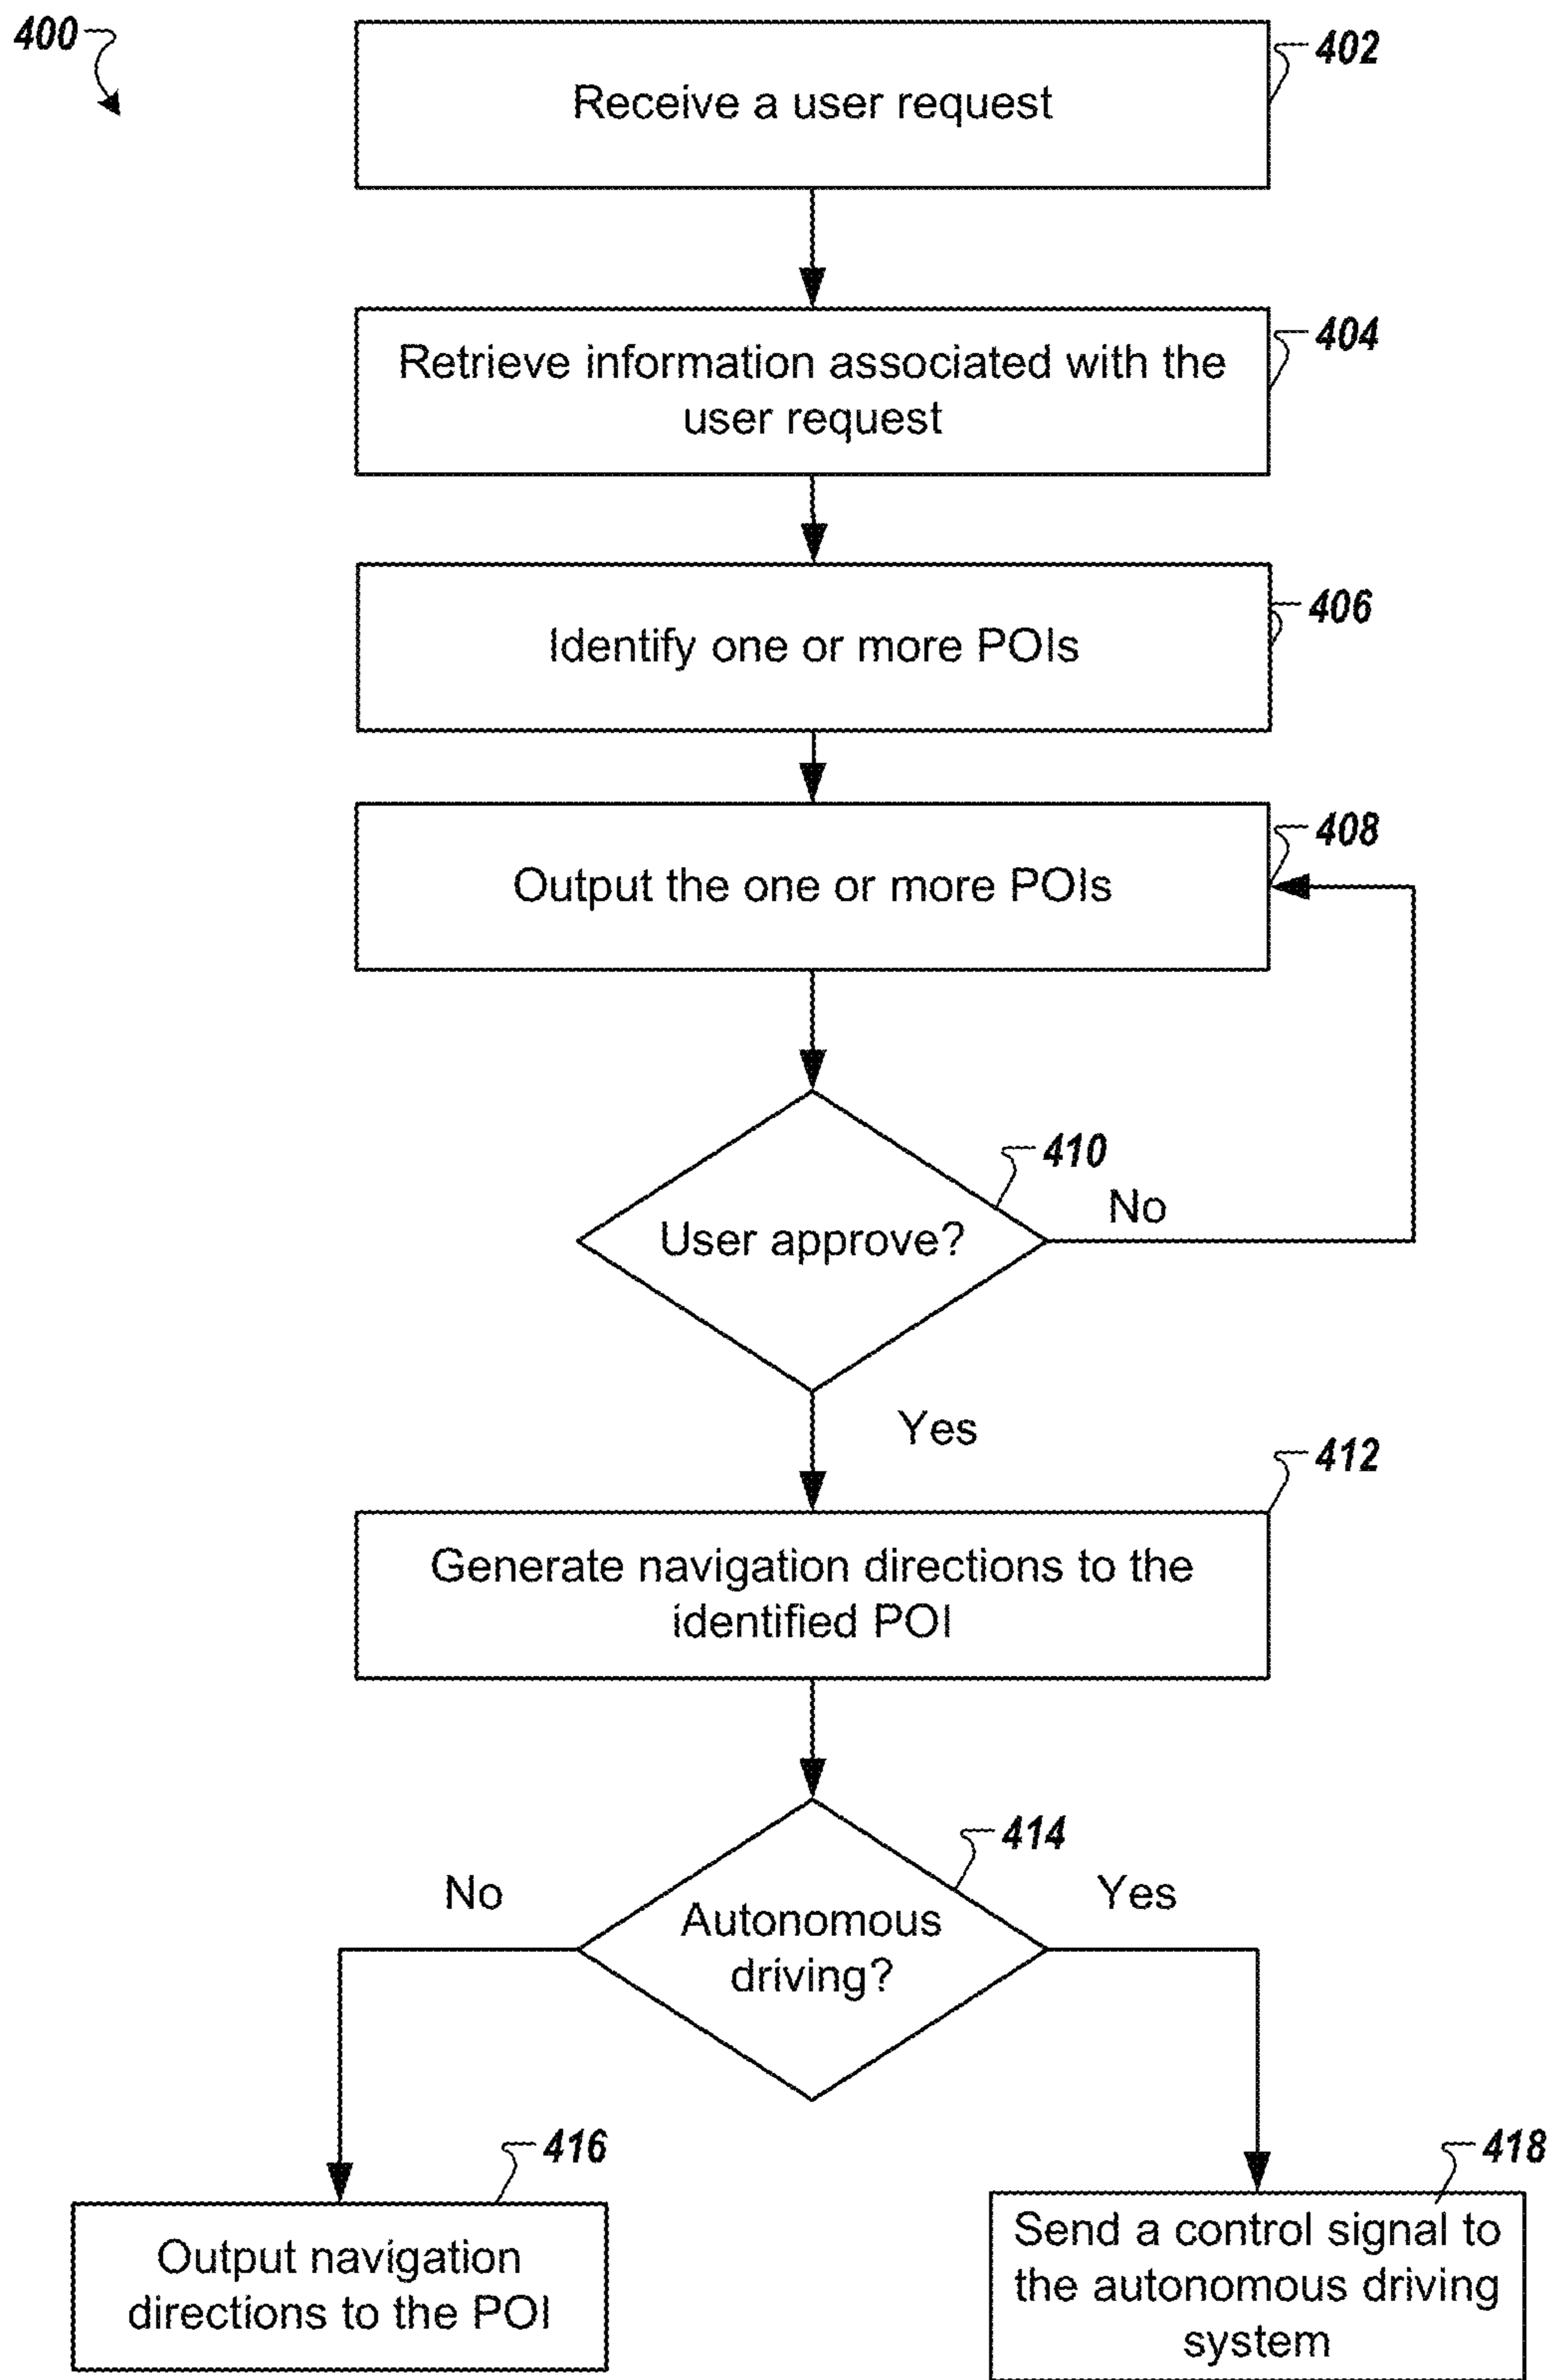 400
402
Receive a user request
404
Retrieve information associated with the
user request
406
Identify one or more POIs
408
Output the one or more POIs
410
No
User approve?
Yes
412
Generate navigation directions to the
identified POI
414
No
Yes
Autonomous
driving?
416
418
Output navigation
directions to the POI
Send a control signal to
the autonomous driving
system